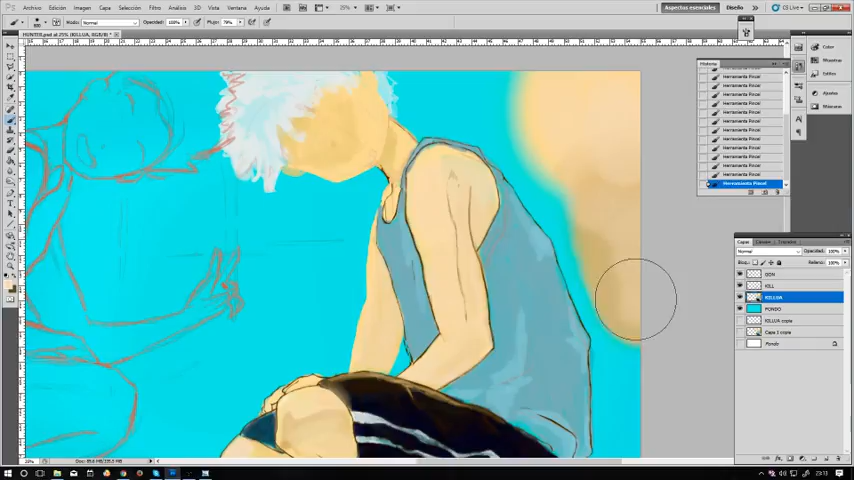 Archivo Edición Imagen Capa Selección Filtro Análisis 3D Vista Ventana Ayuda
25%
Aspectos esenciales Diseño
CS Live
Modo: Normal Opacidad: 100% Flujo: 79%
HUNTER.psd al 25% (KILLUA, RGB/8) *
Historia
Herramienta Pincel
Herramienta Pincel
Herramienta Pincel
Herramienta Pincel
Herramienta Pincel
Herramienta Pincel
Herramienta Pincel
Herramienta Pincel
Herramienta Pincel
Herramienta Pincel
Herramienta Pincel
Herramienta Pincel
Color
Muestras
Estilos
Ajustes
Máscaras
Capas Canales Trazados
Normal Opacidad: 100%
Bloq.: Relleno: 100%
GON
KILL
KILLUA
FONDO
KILLUA copia
Capa 1 copia
Fondo
25%
23:13